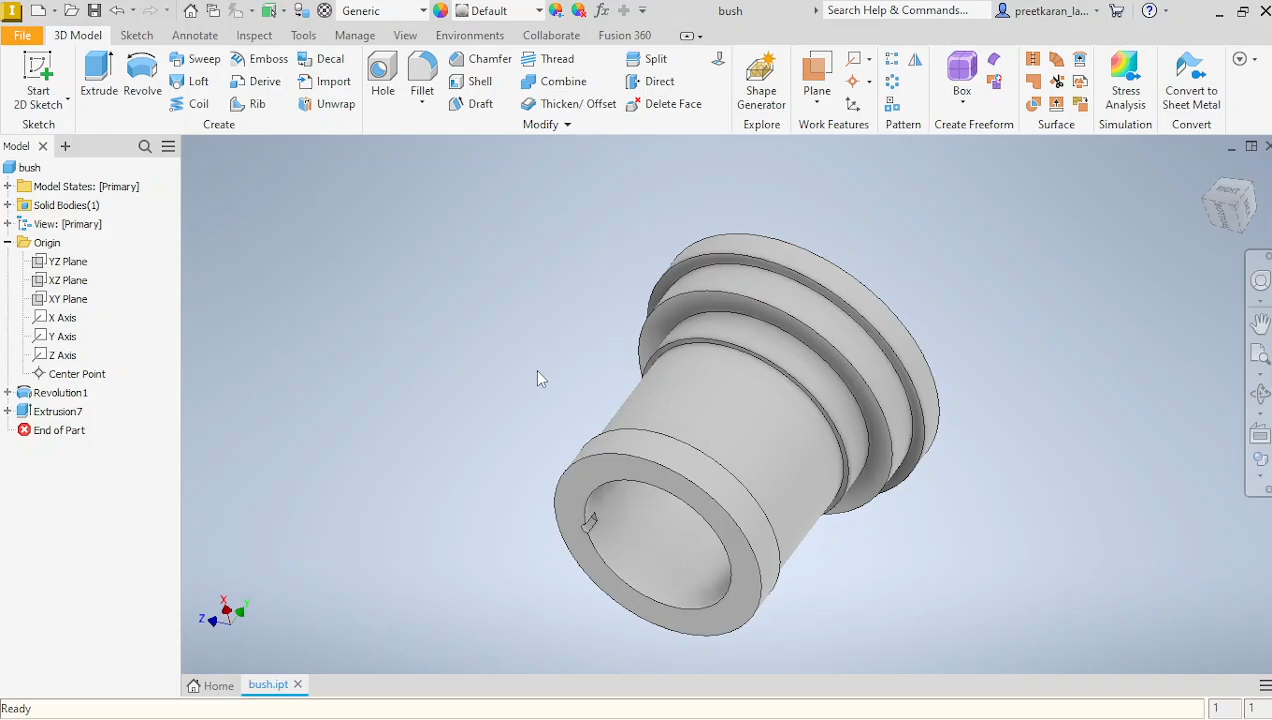 Generic
Default
fx
bush
Search Help & Commands...
preetkaran_la...
File
3D Model
Sketch
Annotate
Inspect
Tools
Manage
View
Environments
Collaborate
Fusion 360
Start
2D Sketch
Extrude
Revolve
Sweep
Loft
Coil
Emboss
Derive
Rib
Decal
Import
Unwrap
Hole
Fillet
Chamfer
Shell
Draft
Thread
Combine
Thicken/ Offset
Split
Direct
Delete Face
Shape
Generator
Plane
Box
Stress
Analysis
Convert to
Sheet Metal
Sketch
Create
Modify
Explore
Work Features
Pattern
Create Freeform
Surface
Simulation
Convert
Model
bush
Model States: [Primary]
Solid Bodies(1)
View: [Primary]
Origin
YZ Plane
XZ Plane
XY Plane
X Axis
Y Axis
Z Axis
Center Point
Revolution1
Extrusion7
End of Part
RIGHT
BOTTOM
X
Y
Z
Home
bush.ipt
Ready
1
1